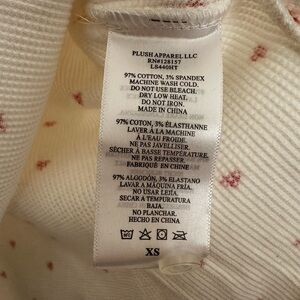 PLUSH APPAREL LLC
RN#128157
LS440HT
97% COTTON, 3% SPANDEX
MACHINE WASH COLD.
DO NOT USE BLEACH.
DRY LOW HEAT.
DO NOT IRON.
MADE IN CHINA
97% COTON, 3% ÉLASTHANNE
LAVER À LA MACHINE
À L'EAU FROIDE.
NE PAS JAVELLISER.
SÉCHER À BASSE TEMPÉRATURE.
NE PAS REPASSER.
FABRIQUÉ EN CHINE
97% ALGODÓN, 3% ELASTANO
LAVAR A MÁQUINA FRÍA.
NO USAR LEJÍA.
SECAR A TEMPERATURA
BAJA.
NO PLANCHAR.
HECHO EN CHINA
XS